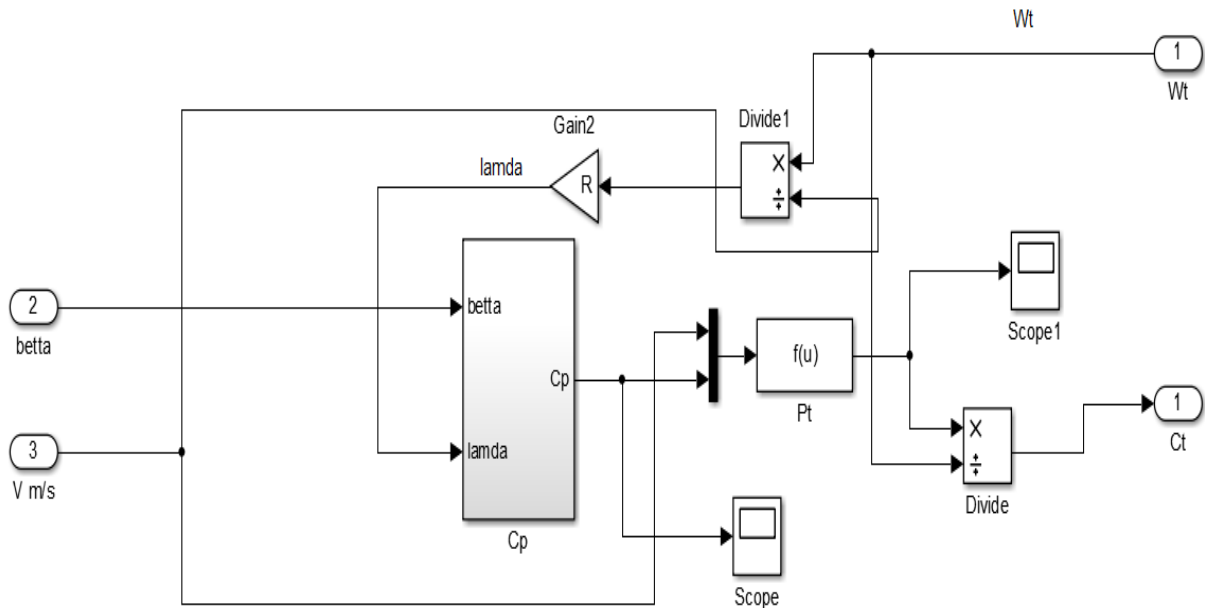 Wt
1
Wt
Divide1
×
÷
Gain2
R
lamda
2
betta
betta
Cp
lamda
Cp
3
V m/s
f(u)
Pt
Scope1
×
÷
Divide
1
Ct
Scope